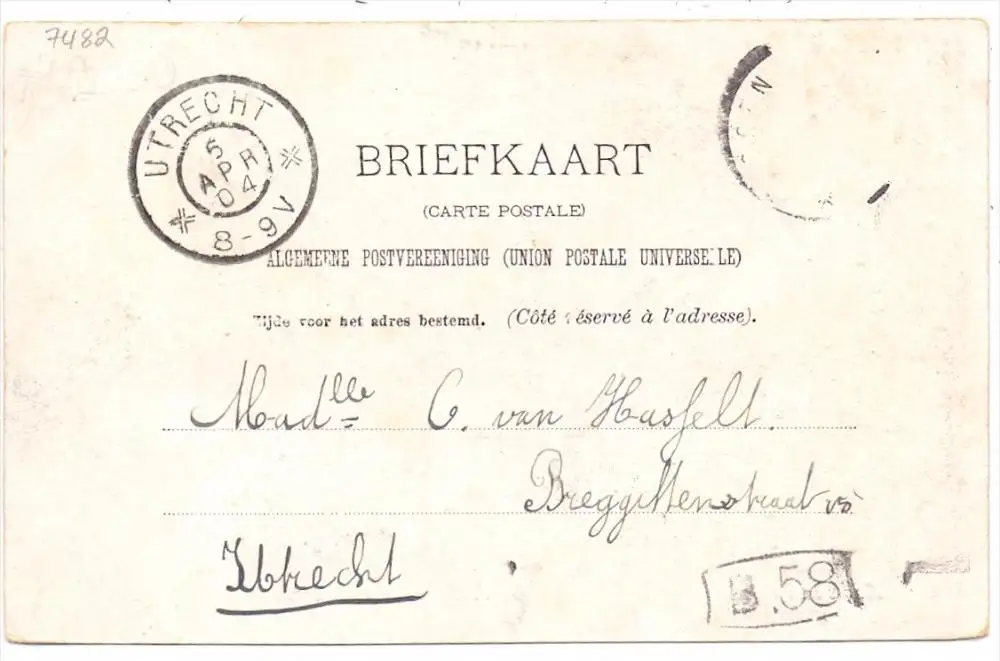 7482
UTRECHT
5
APR
04
8-9V
BRIEFKAART
(CARTE POSTALE)
ALGEMEENE POSTVEREENIGING (UNION POSTALE UNIVERSELLE)
Zijde voor het adres bestemd. (Côté réservé à l'adresse).
Madlle C. van Hasselt.
Breggittenstraat
Utrecht
B.58